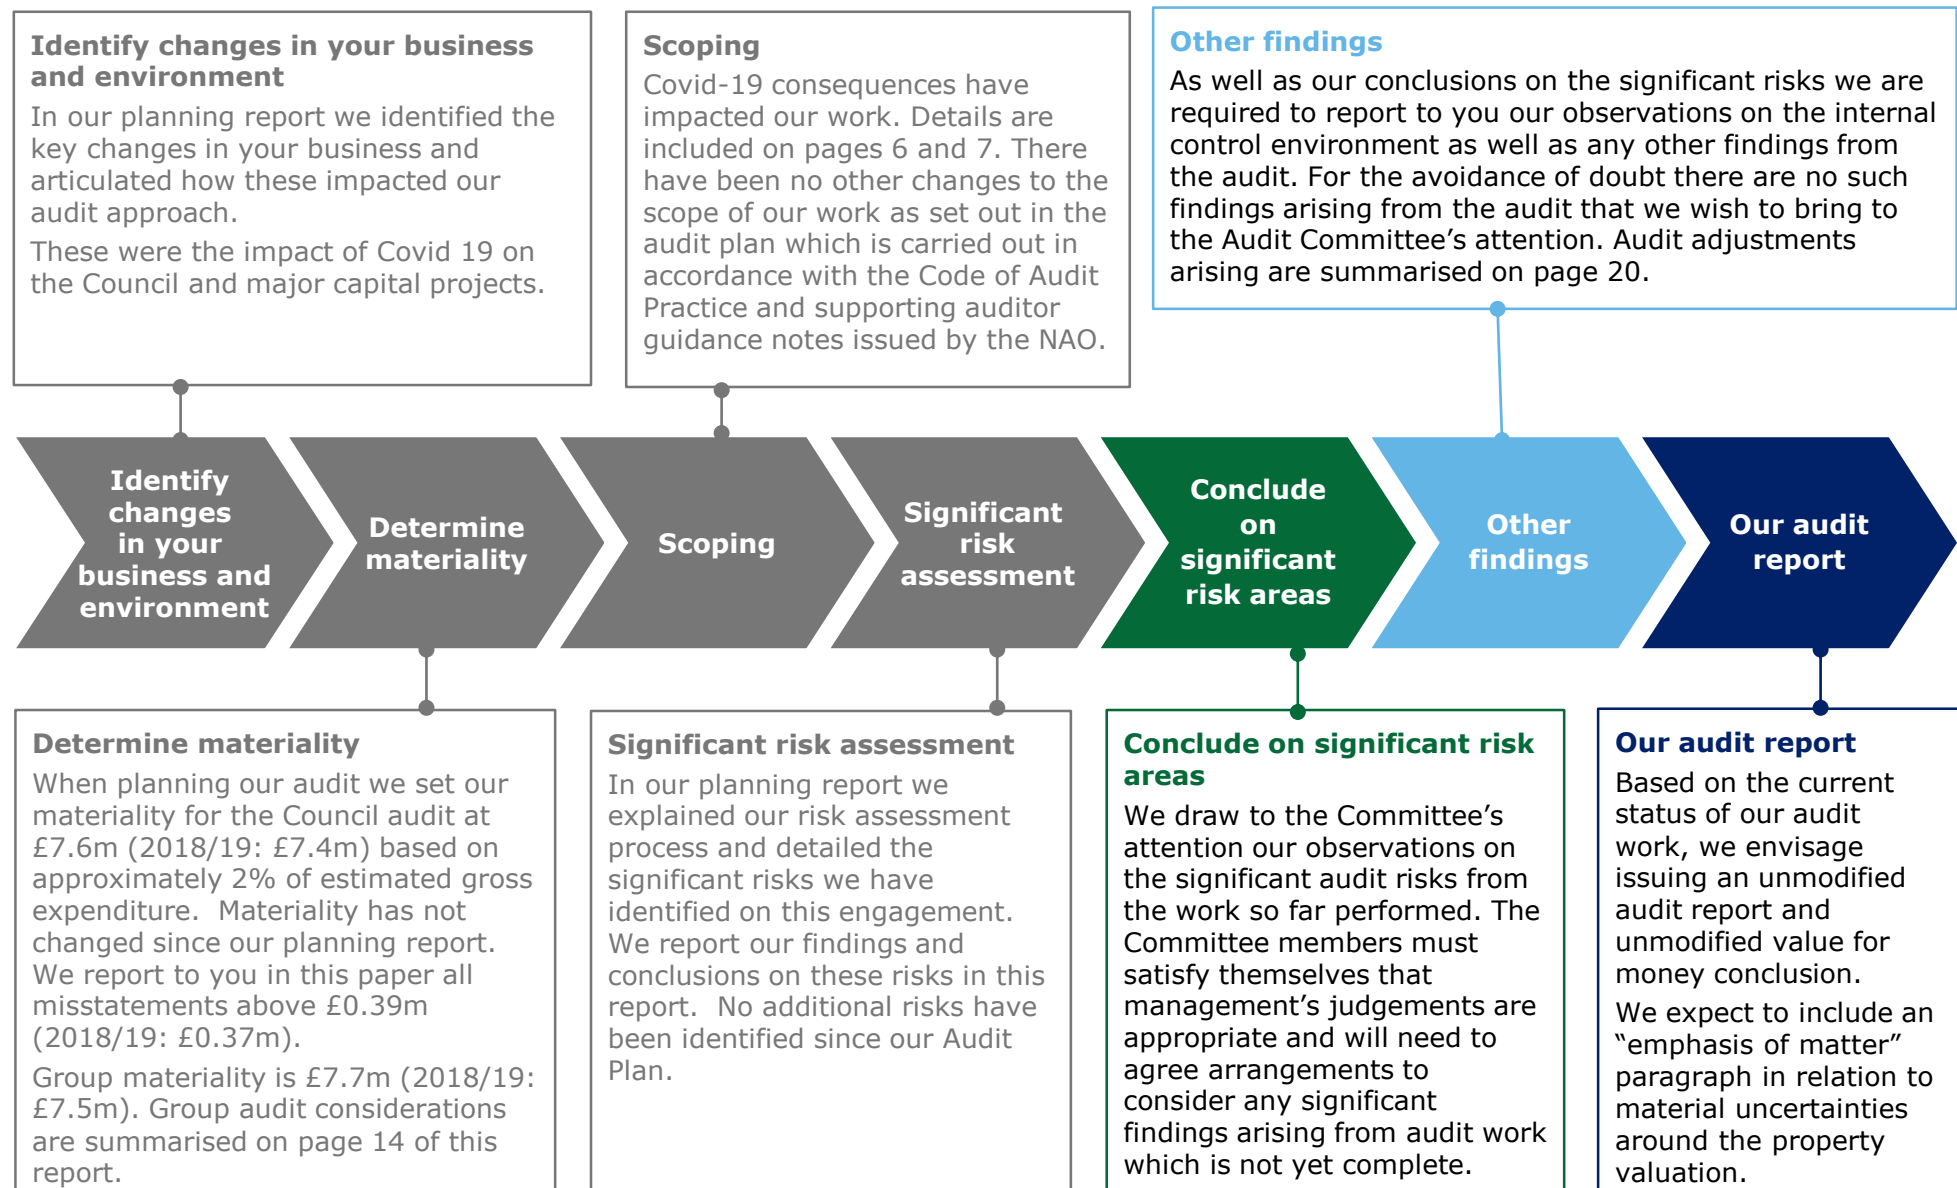 Identify changes in your business
and environment
In our planning report we identified the
key changes in your business and
articulated how these impacted our
audit approach.
These were the impact of Covid 19 on
the Council and major capital projects.
Scoping
Covid-19 consequences have
impacted our work. Details are
included on pages 6 and 7. There
have been no other changes to the
scope of our work as set out in the
audit plan which is carried out in
accordance with the Code of Audit
Practice and supporting auditor
guidance notes issued by the NAO.
Other findings
As well as our conclusions on the significant risks we are
required to report to you our observations on the internal
control environment as well as any other findings from
the audit. For the avoidance of doubt there are no such
findings arising from the audit that we wish to bring to
the Audit Committee’s attention. Audit adjustments
arising are summarised on page 20.
Identify
changes
in your
business and
environment
Determine
materiality
Scoping
Significant
risk
assessment
Conclude
on
significant
risk areas
Other
findings
Our audit
report
Determine materiality
When planning our audit we set our
materiality for the Council audit at
£7.6m (2018/19: £7.4m) based on
approximately 2% of estimated gross
expenditure.  Materiality has not
changed since our planning report.
We report to you in this paper all
misstatements above £0.39m
(2018/19: £0.37m).
Group materiality is £7.7m (2018/19:
£7.5m). Group audit considerations
are summarised on page 14 of this
report.
Significant risk assessment
In our planning report we
explained our risk assessment
process and detailed the
significant risks we have
identified on this engagement.
We report our findings and
conclusions on these risks in this
report.  No additional risks have
been identified since our Audit
Plan.
Conclude on significant risk
areas
We draw to the Committee’s
attention our observations on
the significant audit risks from
the work so far performed. The
Committee members must
satisfy themselves that
management’s judgements are
appropriate and will need to
agree arrangements to
consider any significant
findings arising from audit work
which is not yet complete.
Our audit report
Based on the current
status of our audit
work, we envisage
issuing an unmodified
audit report and
unmodified value for
money conclusion.
We expect to include an
“emphasis of matter”
paragraph in relation to
material uncertainties
around the property
valuation.